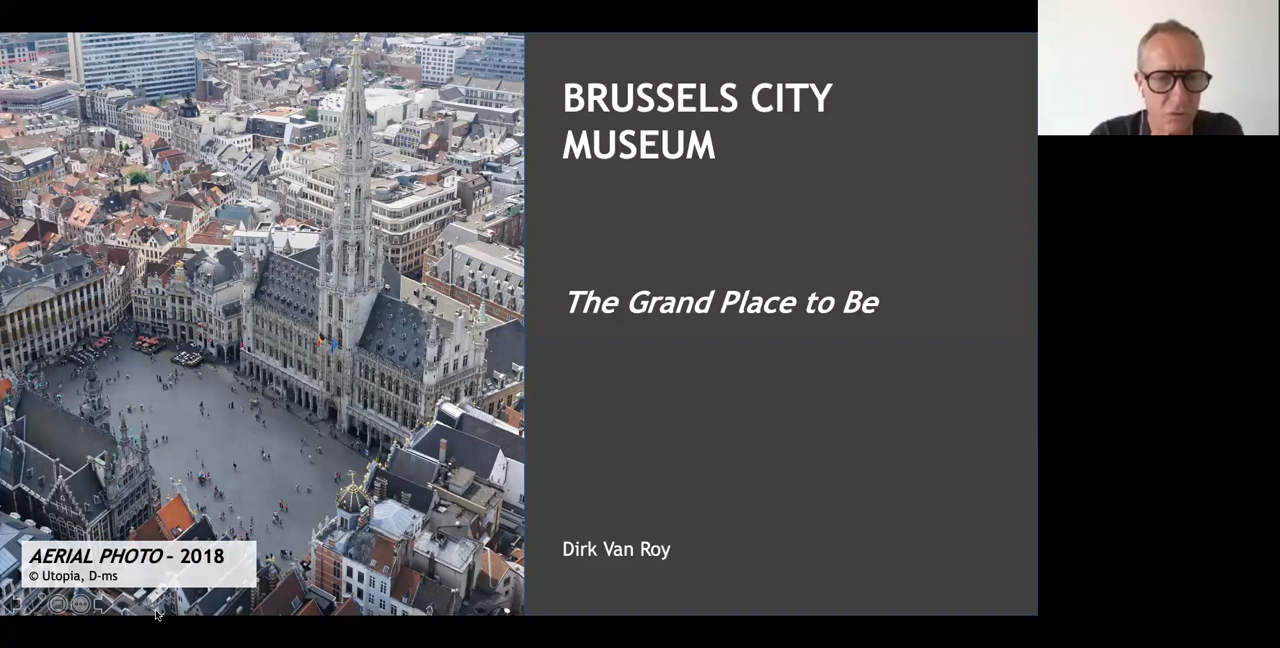 BRUSSELS CITY
MUSEUM
The Grand Place to Be
Dirk Van Roy
AERIAL PHOTO - 2018
© Utopia, D-ms